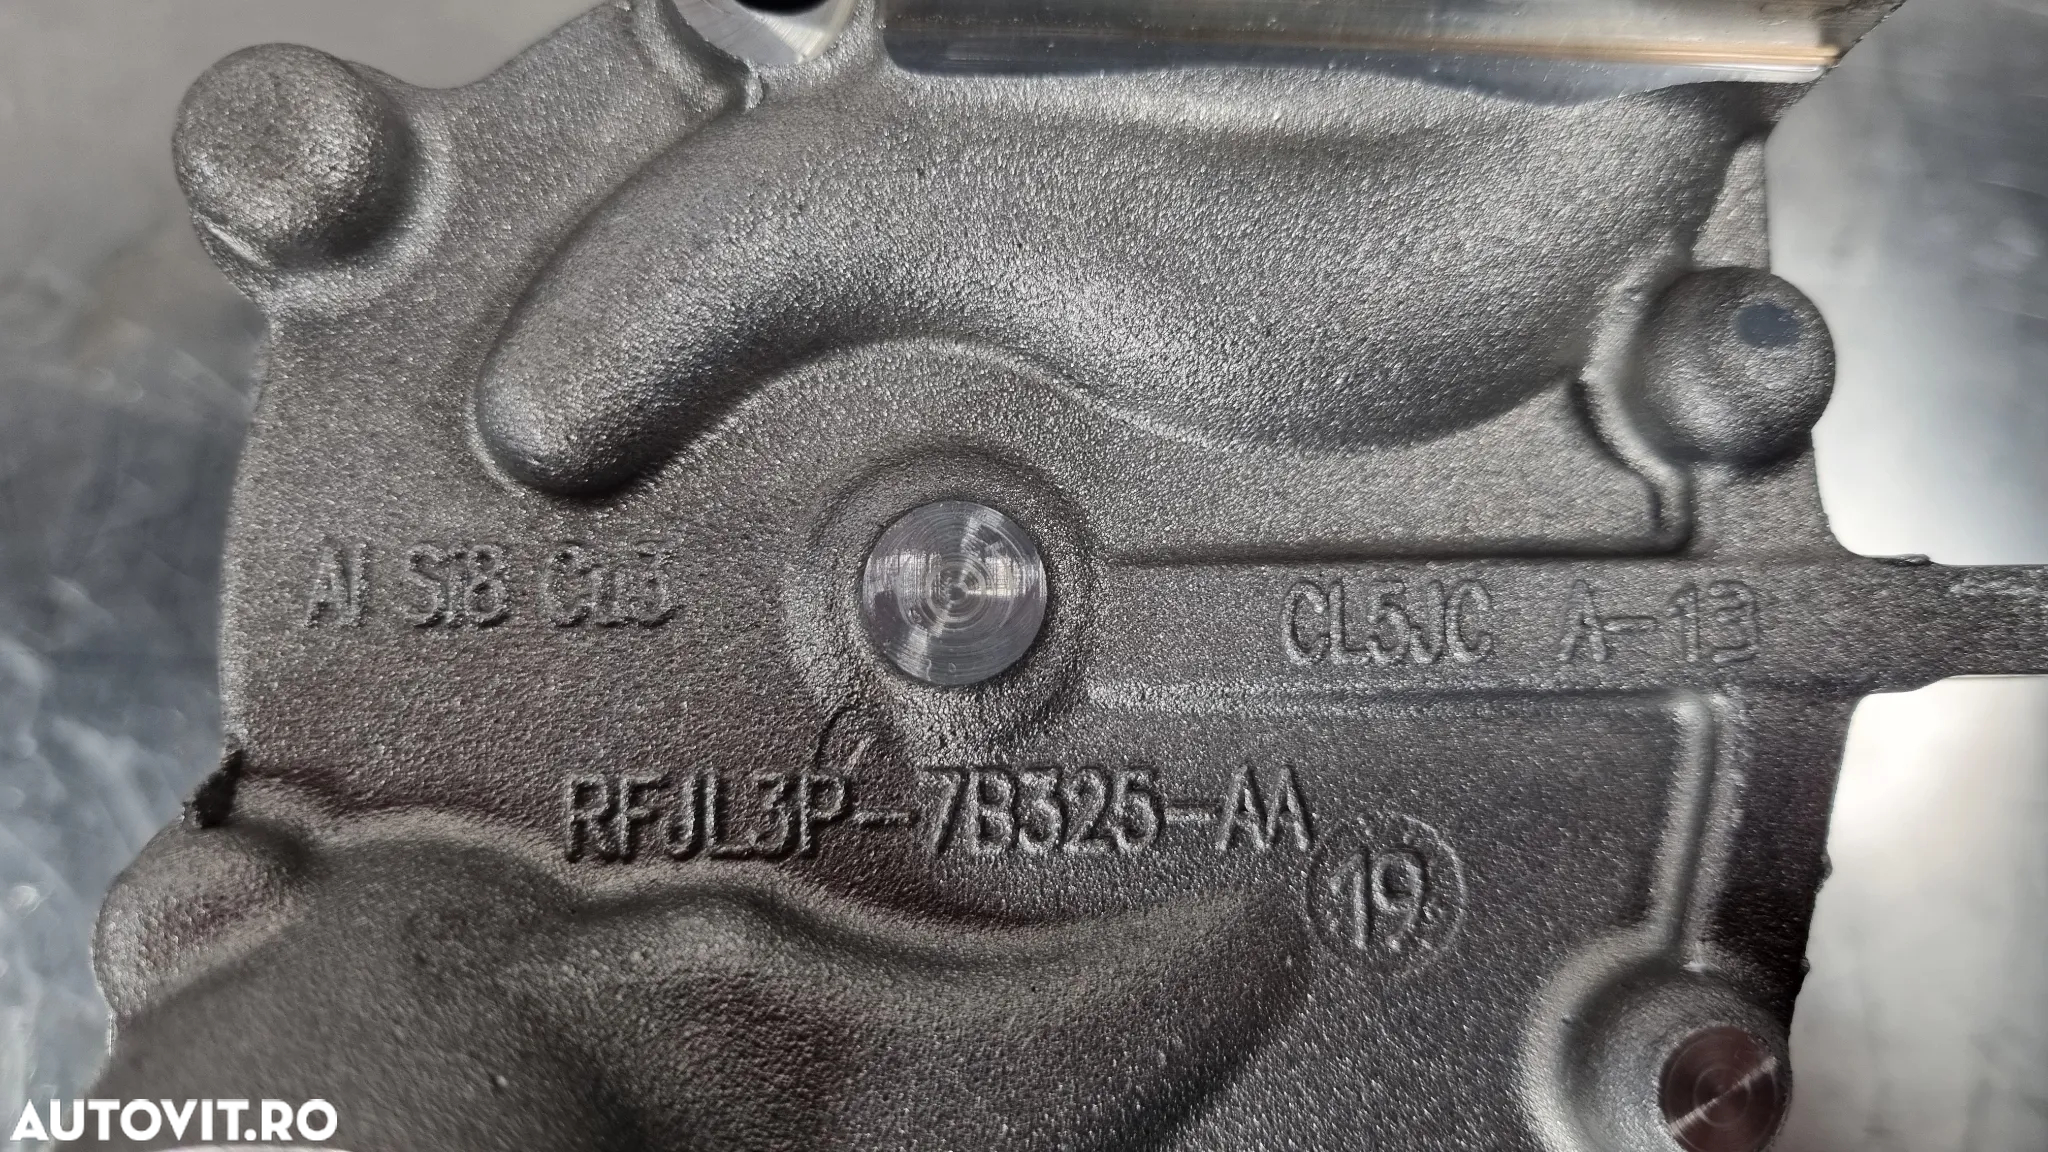 Al Si8 Cu3
CL5JC A-13
RFJL3P-7B325-AA
19
AUTOVIT.RO